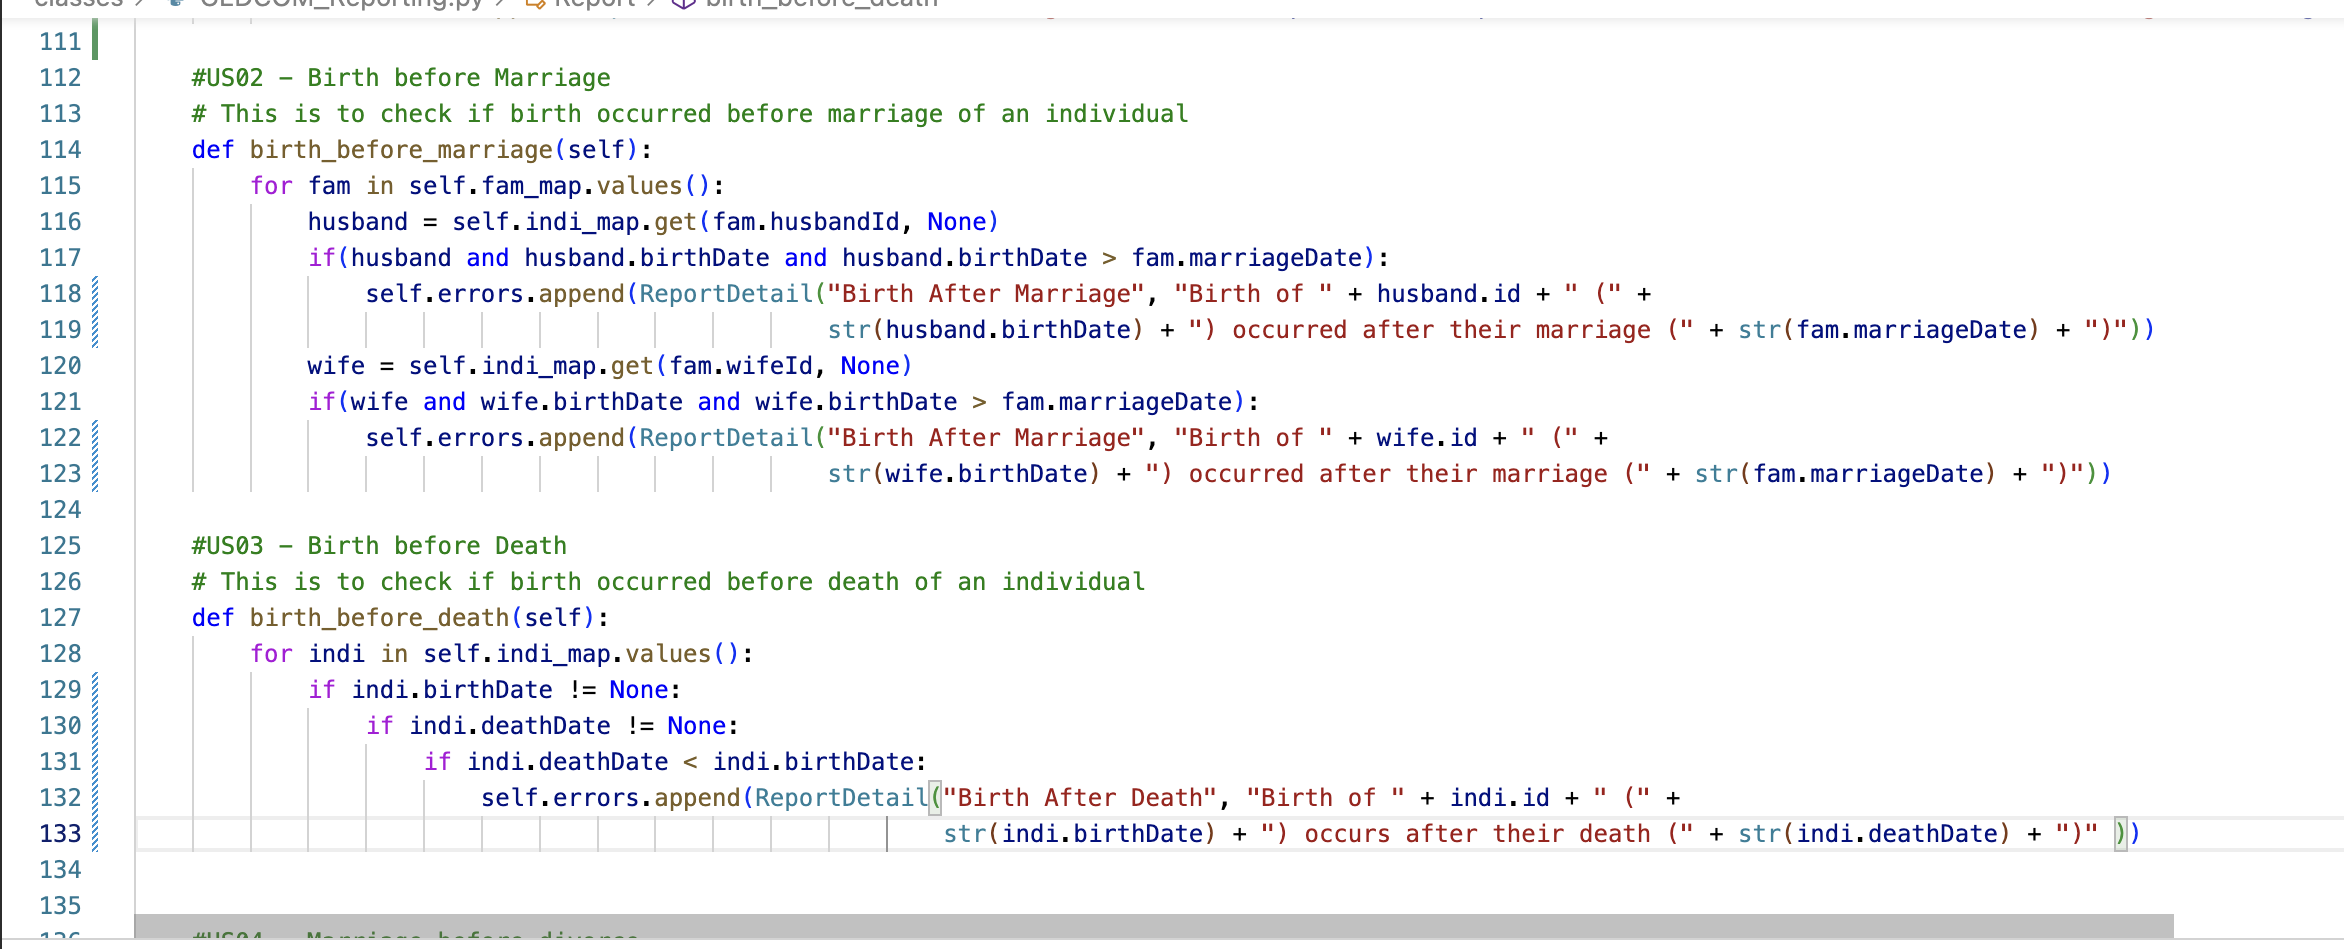 classes > GEDCOM_Reporting.py > Report > birth_before_death
111
112 #US02 - Birth before Marriage
113 # This is to check if birth occurred before marriage of an individual
114 def birth_before_marriage(self):
115 for fam in self.fam_map.values():
116 husband = self.indi_map.get(fam.husbandId, None)
117 if(husband and husband.birthDate and husband.birthDate > fam.marriageDate):
118 self.errors.append(ReportDetail("Birth After Marriage", "Birth of " + husband.id + " (" +
119 str(husband.birthDate) + ") occurred after their marriage (" + str(fam.marriageDate) + ")"))
120 wife = self.indi_map.get(fam.wifeId, None)
121 if(wife and wife.birthDate and wife.birthDate > fam.marriageDate):
122 self.errors.append(ReportDetail("Birth After Marriage", "Birth of " + wife.id + " (" +
123 str(wife.birthDate) + ") occurred after their marriage (" + str(fam.marriageDate) + ")"))
124
125 #US03 - Birth before Death
126 # This is to check if birth occurred before death of an individual
127 def birth_before_death(self):
128 for indi in self.indi_map.values():
129 if indi.birthDate != None:
130 if indi.deathDate != None:
131 if indi.deathDate < indi.birthDate:
132 self.errors.append(ReportDetail("Birth After Death", "Birth of " + indi.id + " (" +
133 str(indi.birthDate) + ") occurs after their death (" + str(indi.deathDate) + ")" ))
134
135
136 #US04 - Marriage before divorce